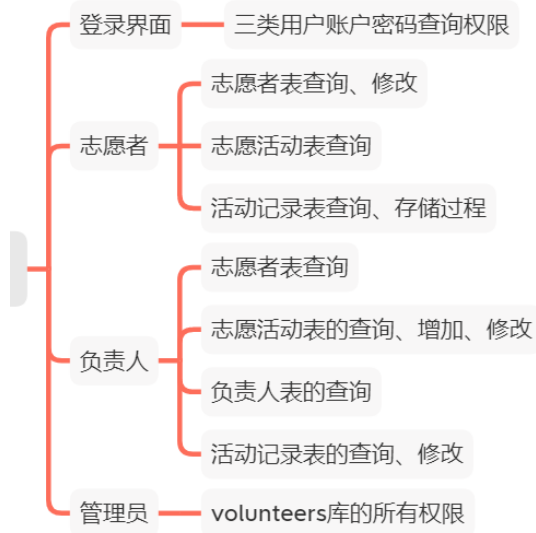 登录界面
三类用户账户密码查询权限
志愿者
志愿者表查询、修改
志愿活动表查询
活动记录表查询、存储过程
负责人
志愿者表查询
志愿活动表的查询、增加、修改
负责人表的查询
活动记录表的查询、修改
管理员
volunteers库的所有权限